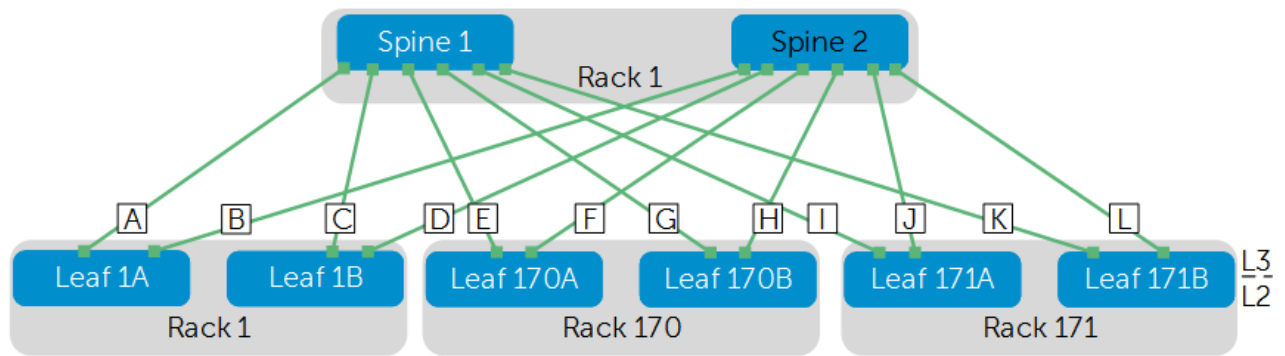 Spine 1
Spine 2
Rack 1
A
B
C
D
E
F
G
H
I
J
K
L
Leaf 1A
Leaf 1B
Leaf 170A
Leaf 170B
Leaf 171A
Leaf 171B
L3
L2
Rack 1
Rack 170
Rack 171